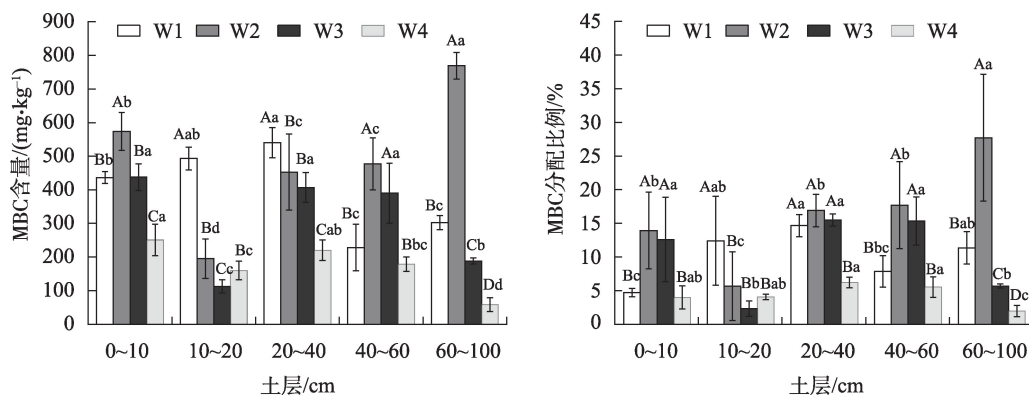 900
800
700
600
500
400
300
200
100
0
MBC含量/(mg·kg⁻¹)
W1 W2 W3 W4
Bb Ab Ba Ca
Aab Bd Cc Bc
Aa Bc Ba Cab
Bc Ac Aa Bbc
Bc Aa Cb Dd
0~10 10~20 20~40 40~60 60~100
土层/cm
45
40
35
30
25
20
15
10
5
0
MBC分配比例/%
W1 W2 W3 W4
Bc Ab Aa Bab
Aab Bc Bb Bab
Aa Ab Aa Ba
Bbc Ab Aa Ba
Bab Aa Cb Dc
0~10 10~20 20~40 40~60 60~100
土层/cm